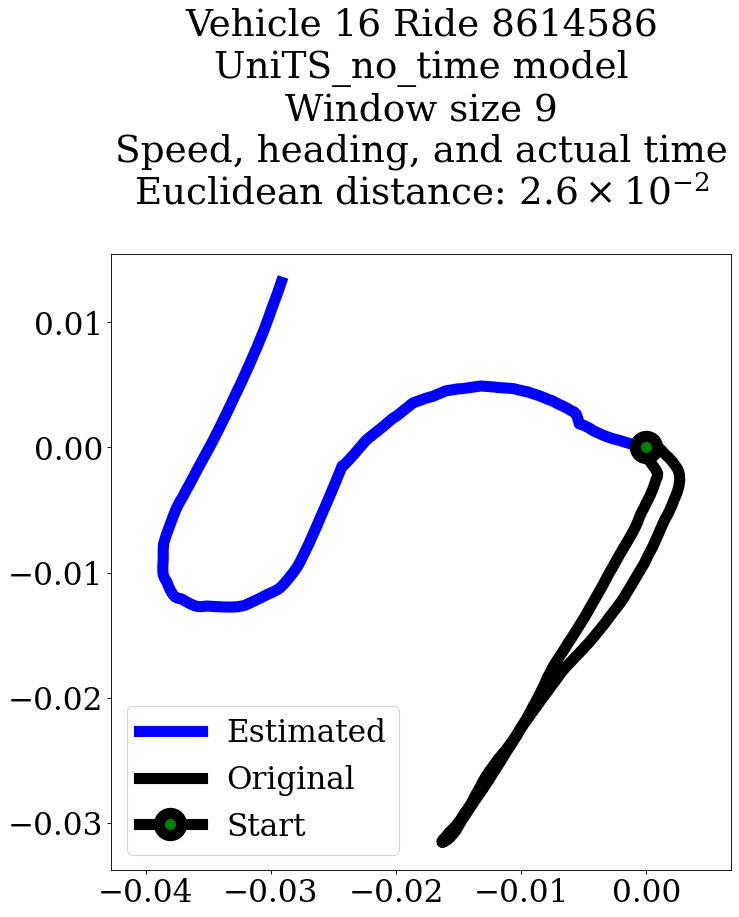 Vehicle 16 Ride 8614586
UniTS_no_time model
Window size 9
Speed, heading, and actual time
Euclidean distance: 2.6 × 10⁻²
0.01
0.00
−0.01
−0.02
−0.03
Estimated
Original
Start
−0.04 −0.03 −0.02 −0.01 0.00